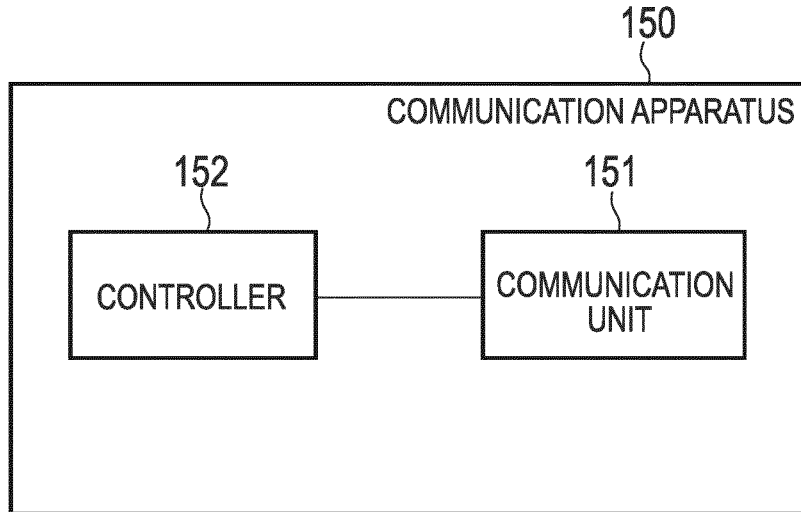 150
COMMUNICATION APPARATUS
152
151
CONTROLLER
COMMUNICATION
UNIT